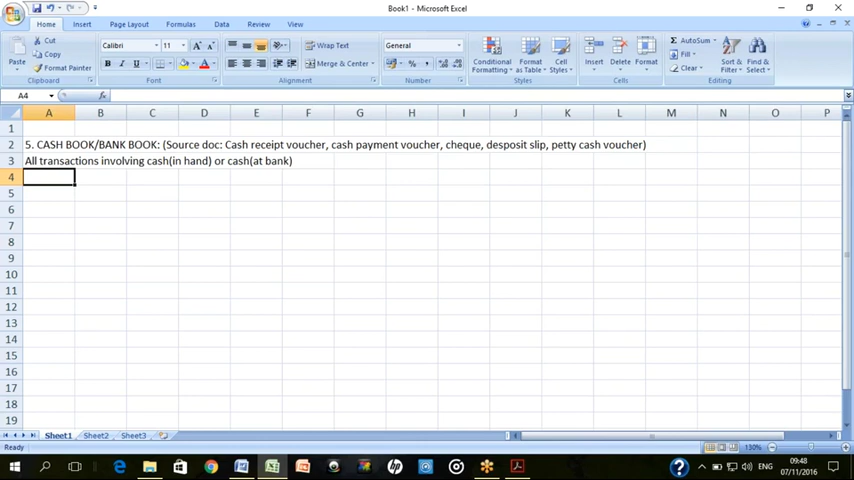 Book1 - Microsoft Excel
Home Insert Page Layout Formulas Data Review View
Cut
Copy
Format Painter
Paste
Clipboard
Calibri 11
B I U
Font
Wrap Text
Merge & Center
Alignment
General
Number
Conditional Formatting
Format as Table
Cell Styles
Styles
Insert Delete Format
Cells
AutoSum
Fill
Clear
Sort & Filter
Find & Select
Editing
A4 fx
A B C D E F G H I J K L M N O P
1
2 5. CASH BOOK/BANK BOOK: (Source doc: Cash receipt voucher, cash payment voucher, cheque, desposit slip, petty cash voucher)
3 All transactions involving cash(in hand) or cash(at bank)
4
5
6
7
8
9
10
11
12
13
14
15
16
17
18
19
Sheet1 Sheet2 Sheet3
Ready 130%
ENG
09:48
07/11/2016